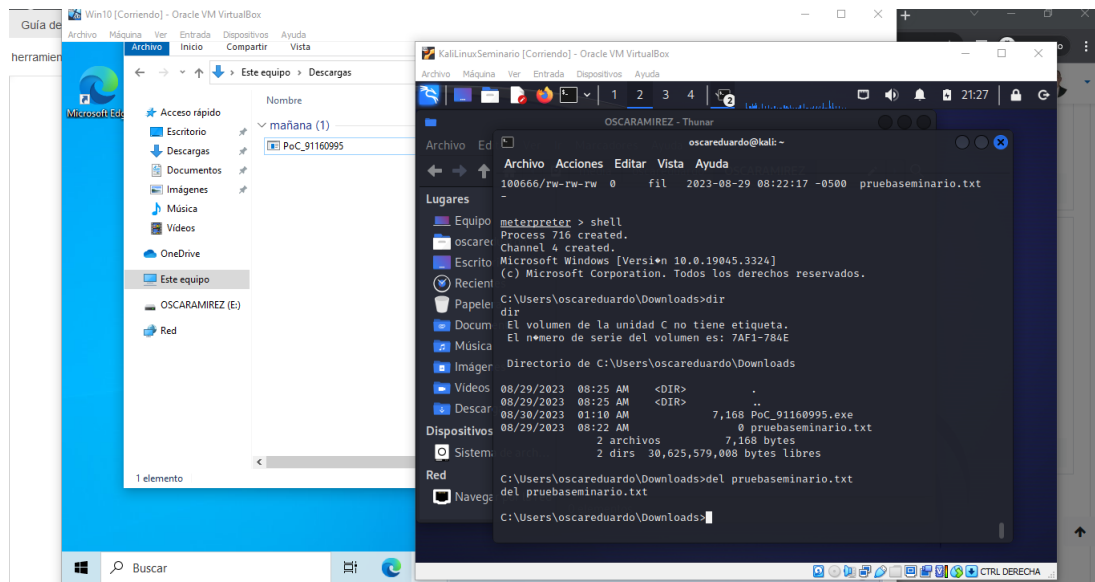 Guía de
herramien
Win10 [Corriendo] - Oracle VM VirtualBox
Archivo Máquina Ver Entrada Dispositivos Ayuda
Microsoft Edg
Archivo Inicio Compartir Vista
Este equipo > Descargas
Nombre
Acceso rápido
Escritorio
Descargas
Documentos
Imágenes
Música
Vídeos
OneDrive
Este equipo
OSCARAMIREZ (E:)
Red
mañana (1)
PoC_91160995
1 elemento
Buscar
KaliLinuxSeminario [Corriendo] - Oracle VM VirtualBox
Archivo Máquina Ver Entrada Dispositivos Ayuda
1 2 3 4
2
21:27
OSCARAMIREZ - Thunar
Archivo Ed
Lugares
Equipo
oscared
Escrito
Recient
Papeler
Docum
Música
Imágen
Vídeos
Descar
Dispositivos
Sistema
Red
Navega
oscareduardo@kali: ~
Archivo Acciones Editar Vista Ayuda
100666/rw-rw-rw 0 fil 2023-08-29 08:22:17 -0500 pruebaseminario.txt
-
meterpreter > shell
Process 716 created.
Channel 4 created.
Microsoft Windows [Versi�n 10.0.19045.3324]
(c) Microsoft Corporation. Todos los derechos reservados.
C:\Users\oscareduardo\Downloads>dir
dir
El volumen de la unidad C no tiene etiqueta.
El n�mero de serie del volumen es: 7AF1-784E
Directorio de C:\Users\oscareduardo\Downloads
08/29/2023 08:25 AM <DIR> .
08/29/2023 08:25 AM <DIR> ..
08/30/2023 01:10 AM 7,168 PoC_91160995.exe
08/29/2023 08:22 AM 0 pruebaseminario.txt
2 archivos 7,168 bytes
2 dirs 30,625,579,008 bytes libres
C:\Users\oscareduardo\Downloads>del pruebaseminario.txt
del pruebaseminario.txt
C:\Users\oscareduardo\Downloads>
CTRL DERECHA